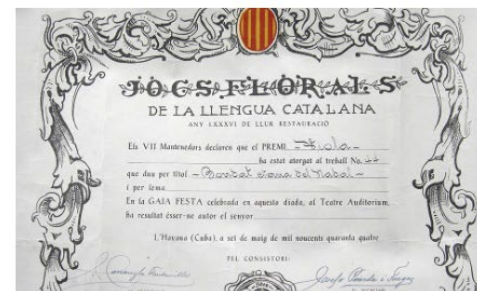 JOCS FLORALS
DE LA LLENGUA CATALANA
ANY LXXXVI DE LLUR RESTAURACIÓ
Els VII Mantenedors declaren que el PREMI
ha estat atorgat al treball No. 44
que duu per títol
i per lema
En la GAIA FESTA celebrada en aquesta diada, al Teatre Auditorium,
ha resultat ésser-ne autor el senyor
L'Havana (Cuba), a set de maig de mil noucents quaranta quatre.
PEL CONSISTORI: